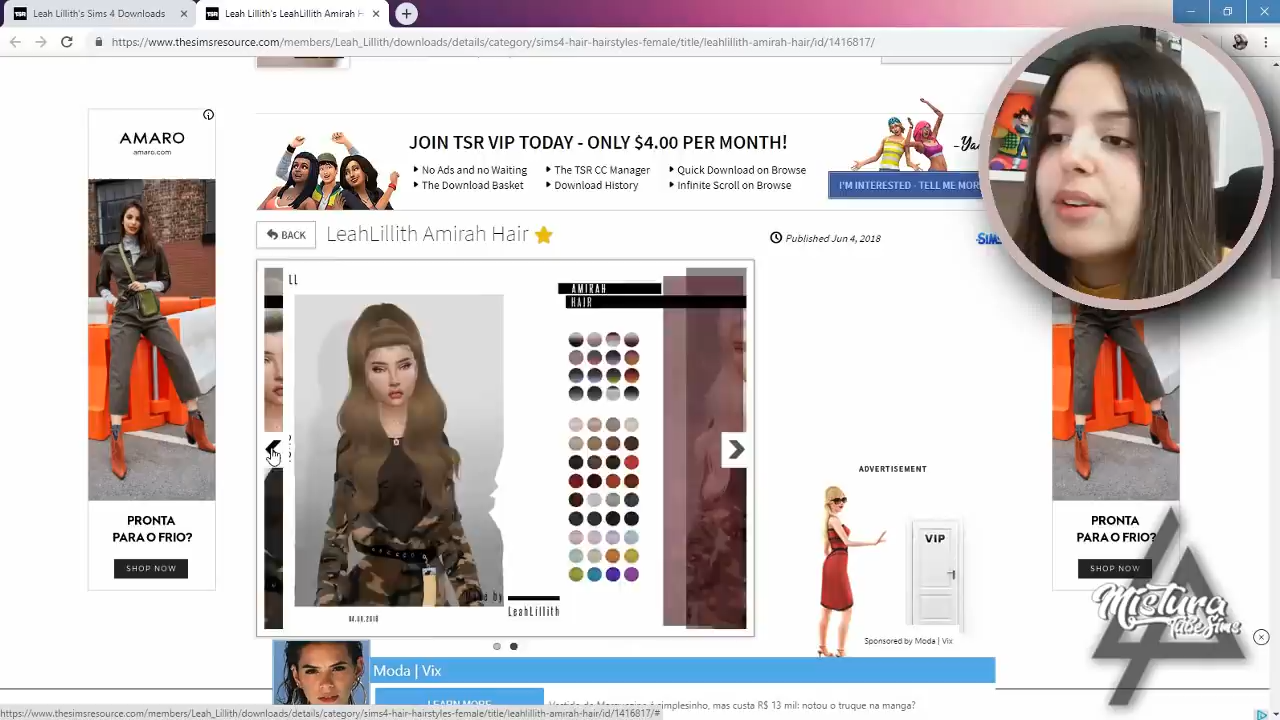 Leah Lillith's Sims 4 Downloads
Leah Lillith's LeahLillith Amirah H
https://www.thesimsresource.com/members/Leah_Lillith/downloads/details/category/sims4-hair-hairstyles-female/title/leahlillith-amirah-hair/id/1416817/
AMARO
amaro.com
PRONTA
PARA O FRIO?
SHOP NOW
JOIN TSR VIP TODAY - ONLY $4.00 PER MONTH!
No Ads and no Waiting
The TSR CC Manager
Quick Download on Browse
The Download Basket
Download History
Infinite Scroll on Browse
I'M INTERESTED - TELL ME MOR
BACK
LeahLillith Amirah Hair
Published Jun 4, 2018
SIMS
LL
AMIRAH
HAIR
04.06.2018
by
LeahLillith
ADVERTISEMENT
VIP
Sponsored by Moda | Vix
PRONTA
PARA O FRIO?
SHOP NOW
Mistura
TheSims
4
Moda | Vix
LEARN MORE
mas custa R$ 13 mil: notou o truque na manga?
https://www.thesimsresource.com/members/Leah_Lillith/downloads/details/category/sims4-hair-hairstyles-female/title/leahlillith-amirah-hair/id/1416817/#